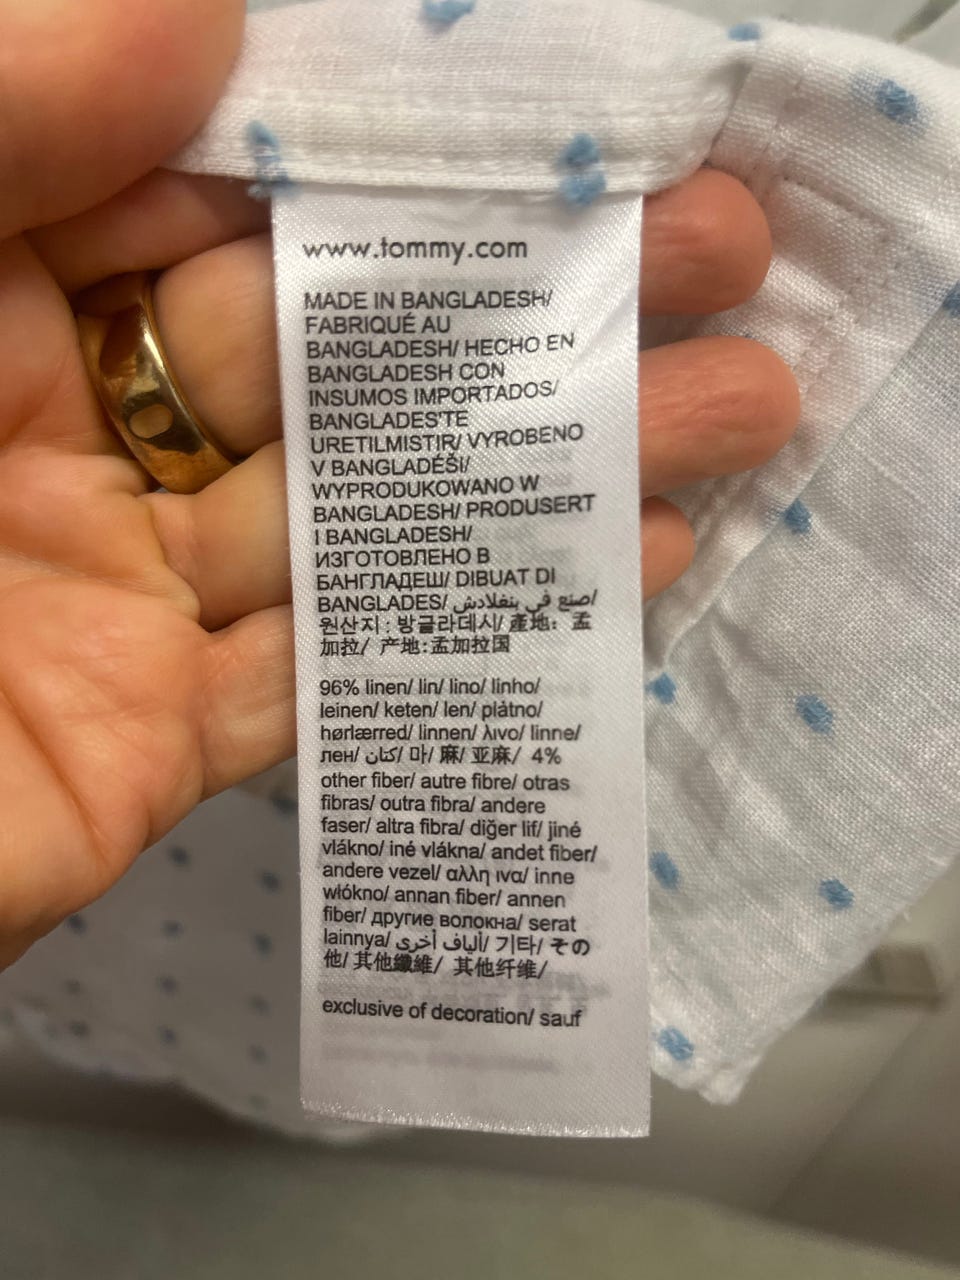 www.tommy.com
MADE IN BANGLADESH/
FABRIQUÉ AU
BANGLADESH/ HECHO EN
BANGLADESH CON
INSUMOS IMPORTADOS/
BANGLADES'TE
URETILMISTIR/ VYROBENO
V BANGLADÉŠI/
WYPRODUKOWANO W
BANGLADESH/ PRODUSERT
I BANGLADESH/
ИЗГОТОВЛЕНО В
БАНГЛАДЕШ/ DIBUAT DI
BANGLADES/ صنع في بنغلادش/
원산지 : 방글라데시/ 產地: 孟
加拉/ 产地:孟加拉国
96% linen/ lin/ lino/ linho/
leinen/ keten/ len/ plátno/
hørlærred/ linnen/ λινο/ linne/
лен/ كتان/ 마/ 麻/ 亚麻/ 4%
other fiber/ autre fibre/ otras
fibras/ outra fibra/ andere
faser/ altra fibra/ diğer lif/ jiné
vlákno/ iné vlákna/ andet fiber/
andere vezel/ αλλη ινα/ inne
włókno/ annan fiber/ annen
fiber/ другие волокна/ serat
lainnya/ ألياف أخرى/ 기타/ その
他/ 其他纖維/ 其他纤维/
exclusive of decoration/ sauf